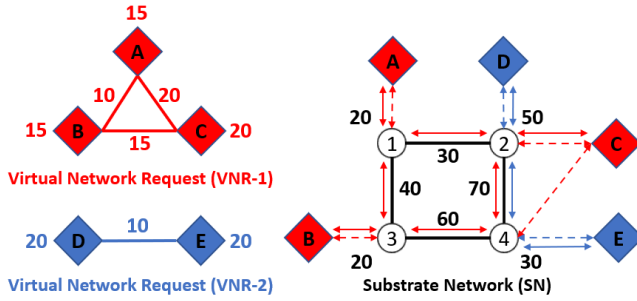 15
A
10
20
15
B
C
20
15
Virtual Network Request (VNR-1)
20
D
10
E
20
Virtual Network Request (VNR-2)
A
D
20
50
1
2
C
30
40
70
60
B
3
4
E
20
30
Substrate Network (SN)